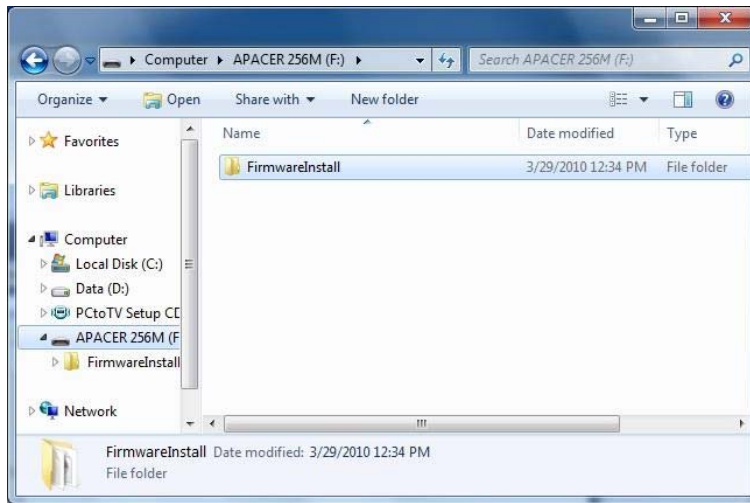 Computer ▸ APACER 256M (F:) ▸ Search APACER 256M (F:)
Organize Open Share with New folder
Name Date modified Type
FirmwareInstall 3/29/2010 12:34 PM File folder
Favorites
Libraries
Computer
Local Disk (C:)
Data (D:)
PCtoTV Setup CD
APACER 256M (F
FirmwareInstall
Network
FirmwareInstall Date modified: 3/29/2010 12:34 PM
File folder